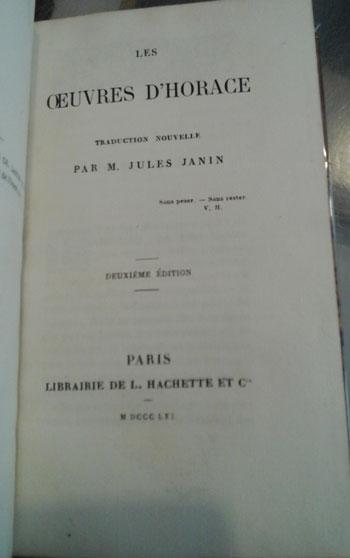 LES
ŒUVRES D'HORACE
TRADUCTION NOUVELLE
PAR M. JULES JANIN
Sans peser. — Sans rester.
V. H.
DEUXIÈME ÉDITION
PARIS
LIBRAIRIE DE L. HACHETTE ET Cie
M DCCC LXI